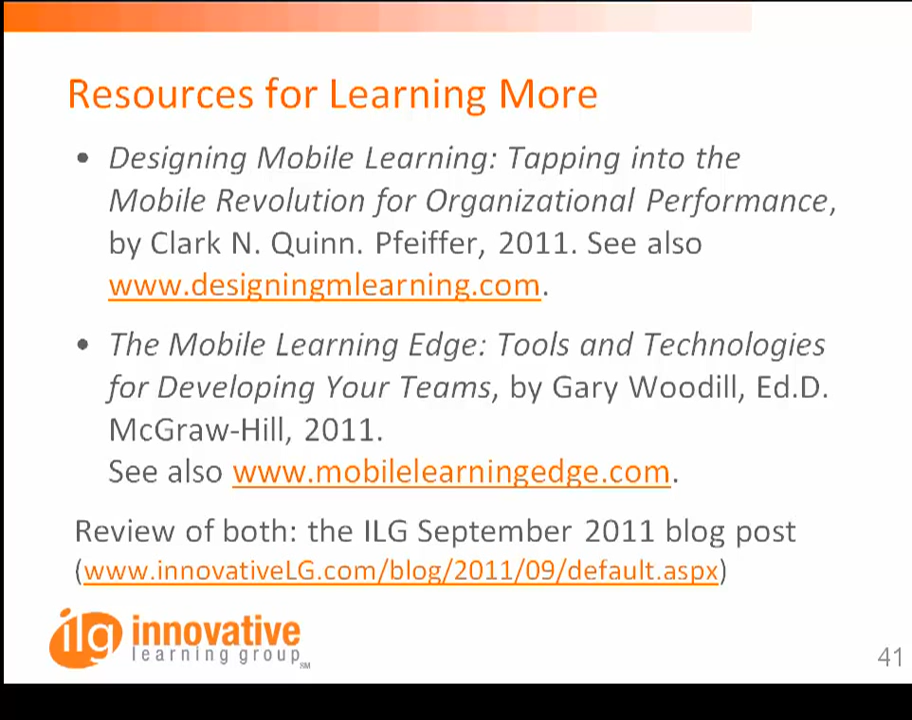 Resources for Learning More
• Designing Mobile Learning: Tapping into the
Mobile Revolution for Organizational Performance,
by Clark N. Quinn. Pfeiffer, 2011. See also
www.designingmlearning.com.
• The Mobile Learning Edge: Tools and Technologies
for Developing Your Teams, by Gary Woodill, Ed.D.
McGraw-Hill, 2011.
See also www.mobilelearningedge.com.
Review of both: the ILG September 2011 blog post
(www.innovativeLG.com/blog/2011/09/default.aspx)
ilg innovative
learning group SM
41